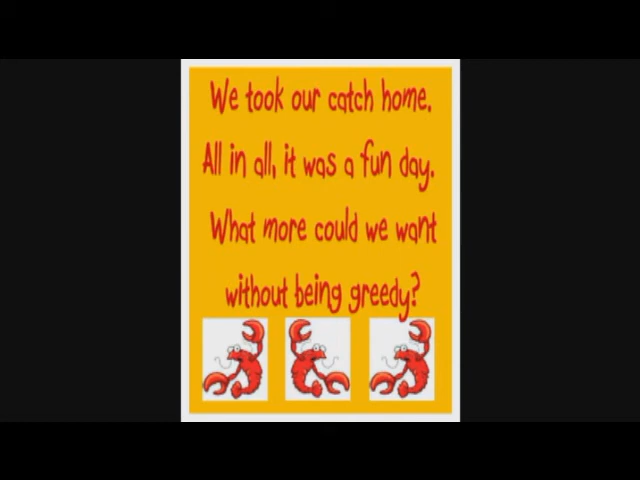 We took our catch home.
All in all, it was a fun day.
What more could we want
without being greedy?